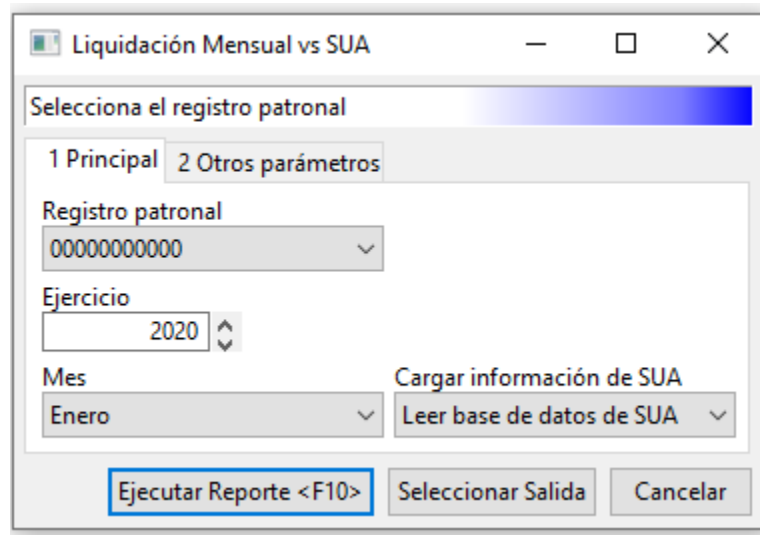 Liquidación Mensual vs SUA
Selecciona el registro patronal
1 Principal 2 Otros parámetros
Registro patronal
00000000000
Ejercicio
2020
Mes Cargar información de SUA
Enero Leer base de datos de SUA
Ejecutar Reporte <F10> Seleccionar Salida Cancelar